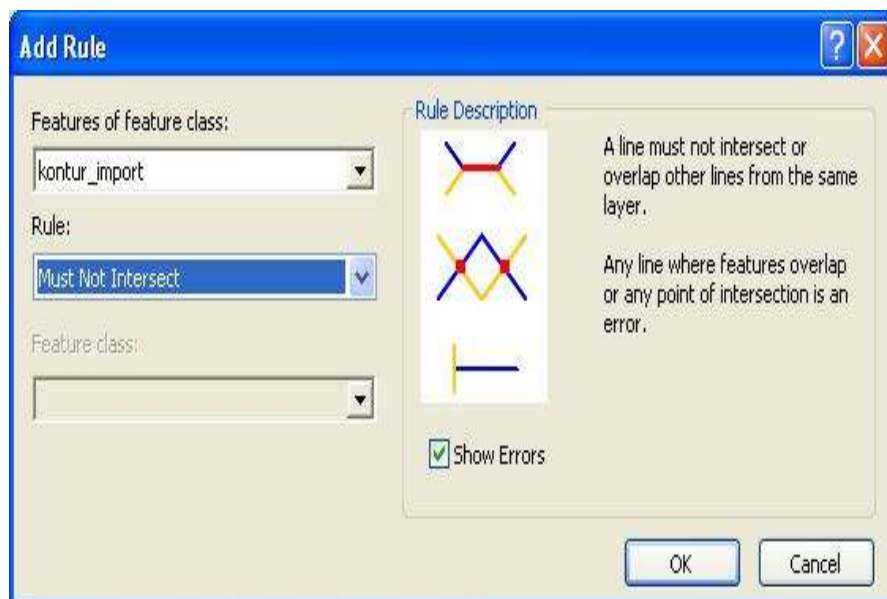 Add Rule
Features of feature class:
kontur_import
Rule:
Must Not Intersect
Feature class:
Rule Description
A line must not intersect or
overlap other lines from the same
layer.
Any line where features overlap
or any point of intersection is an
error.
Show Errors
OK
Cancel